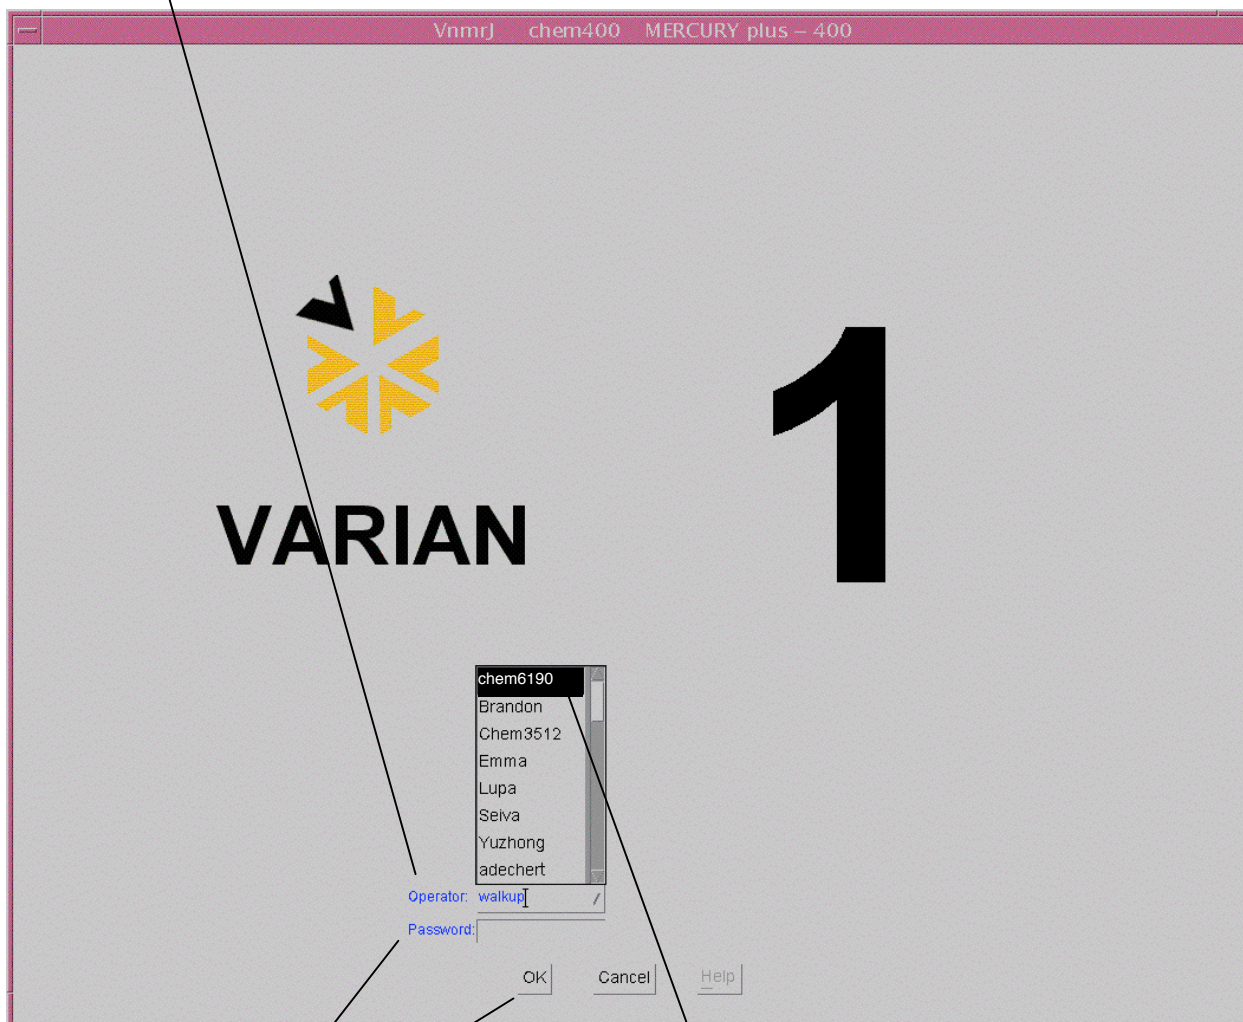 VnmrJ chem400 MERCURY plus – 400
1
VARIAN
chem6190
Brandon
Chem3512
Emma
Lupa
Seiva
Yuzhong
adechert
Operator: walkup
Password:
OK Cancel Help